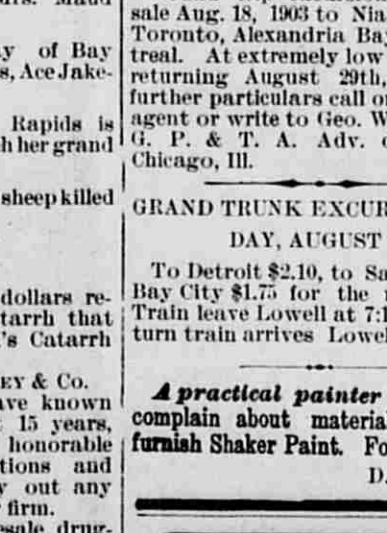 y of Bay
s, Ace Jake-
Rapids is
h her grand
sheep killed
dollars re-
tarrh that
's Catarrh
EY & Co.
ave known
15 years,
honorable
tions and
y out any
firm.
esale drug-
sale Aug. 18, 1903 to Nia
Toronto, Alexandria Ba
treal. At extremely low
returning August 29th,
further particulars call o
agent or write to Geo. W
G. P. & T. A. Adv.
Chicago, Ill.
GRAND TRUNK EXCUR
DAY, AUGUST
To Detroit $2.10, to Sa
Bay City $1.75 for the
Train leave Lowell at 7:1
turn train arrives Lowel
A practical painter
complain about materia
furnish Shaker Paint. Fo
D.